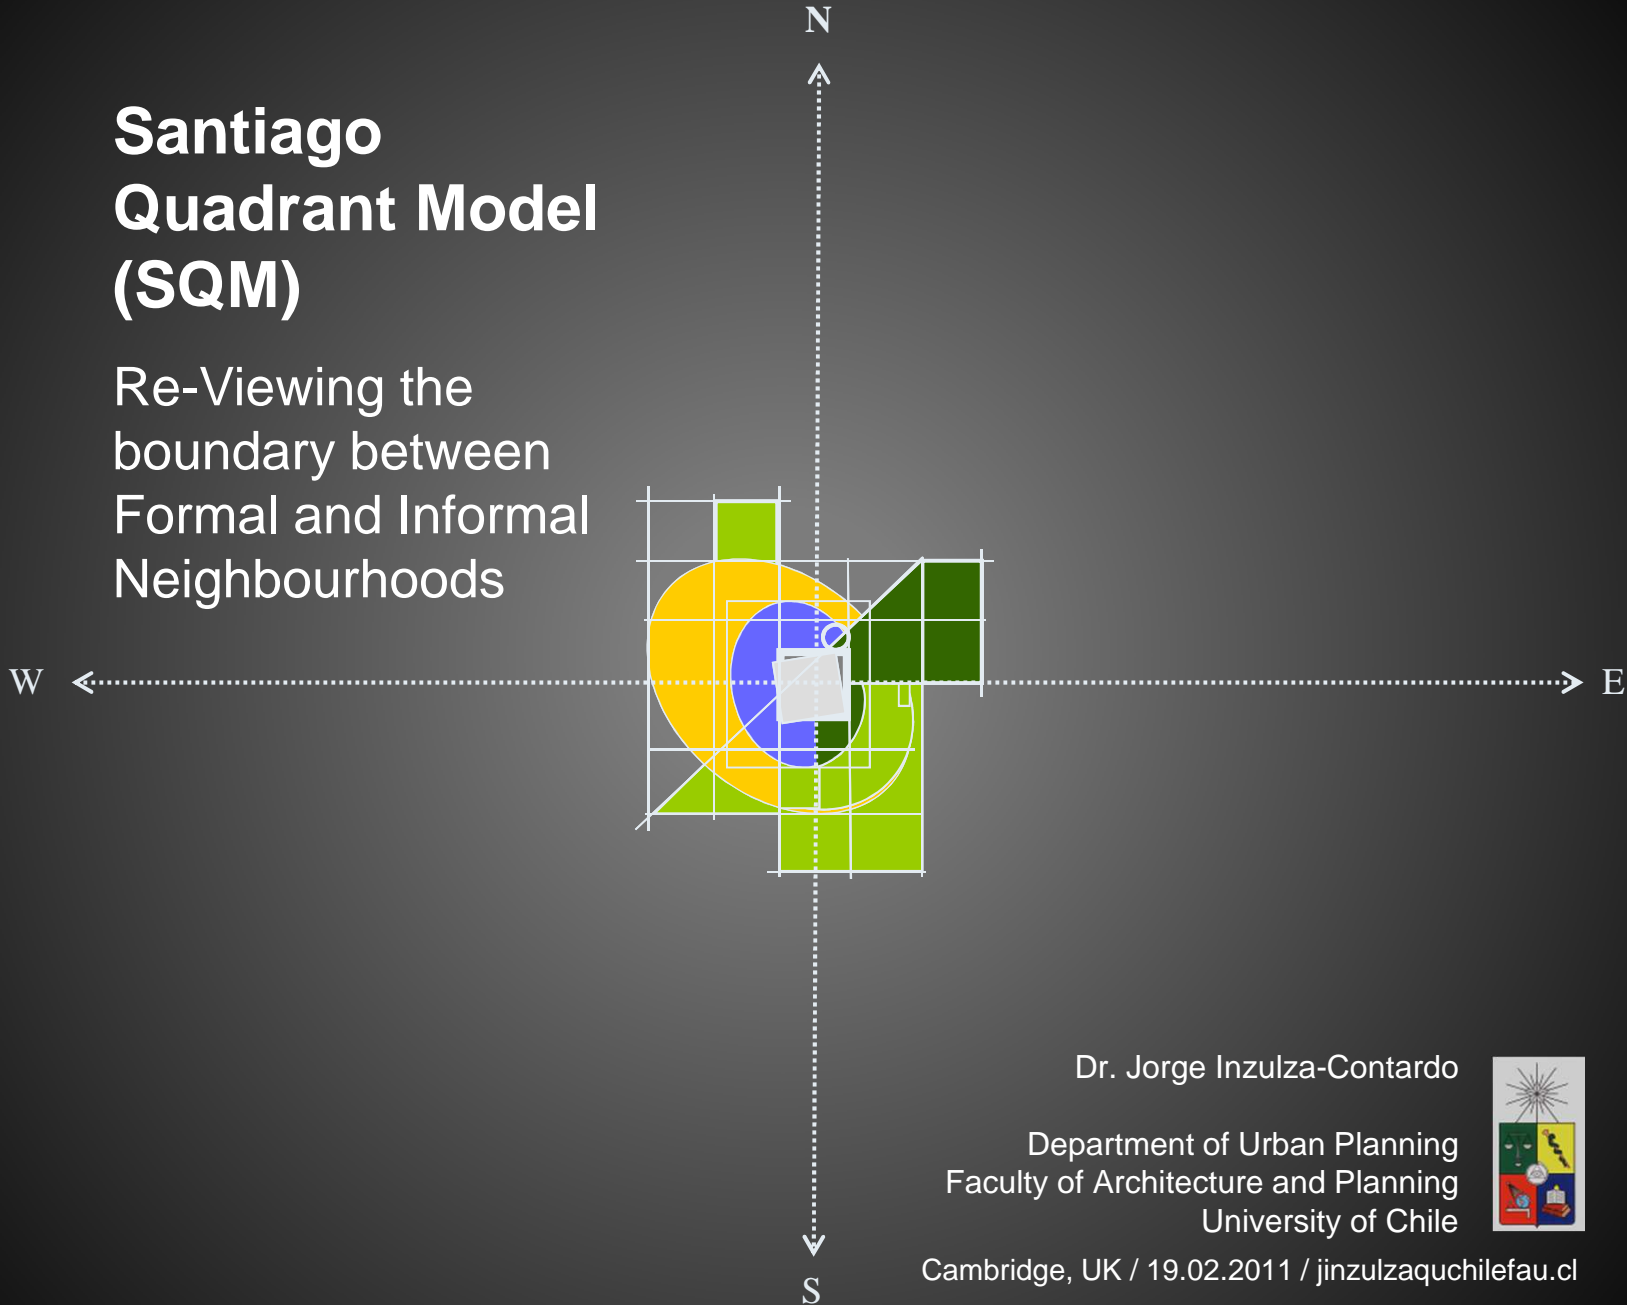 N
Santiago
Quadrant Model
(SQM)
Re-Viewing the
boundary between
Formal and Informal
Neighbourhoods
W
E
Dr. Jorge Inzulza-Contardo
Department of Urban Planning
Faculty of Architecture and Planning
University of Chile
Cambridge, UK / 19.02.2011 / jinzulzaquchilefau.cl
S